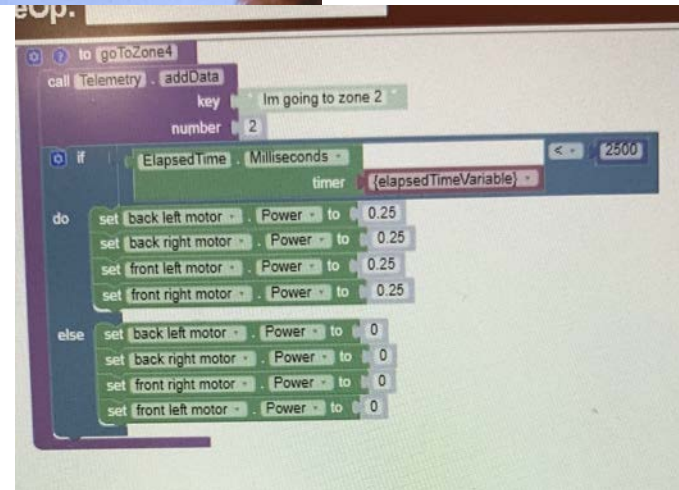 eOp:
to goToZone4
call Telemetry . addData
key " Im going to zone 2 "
number 2
if ElapsedTime . Milliseconds < 2500
timer {elapsedTimeVariable}
do set back left motor . Power to 0.25
set back right motor . Power to 0.25
set front left motor . Power to 0.25
set front right motor . Power to 0.25
else set back left motor . Power to 0
set back right motor . Power to 0
set front right motor . Power to 0
set front left motor . Power to 0